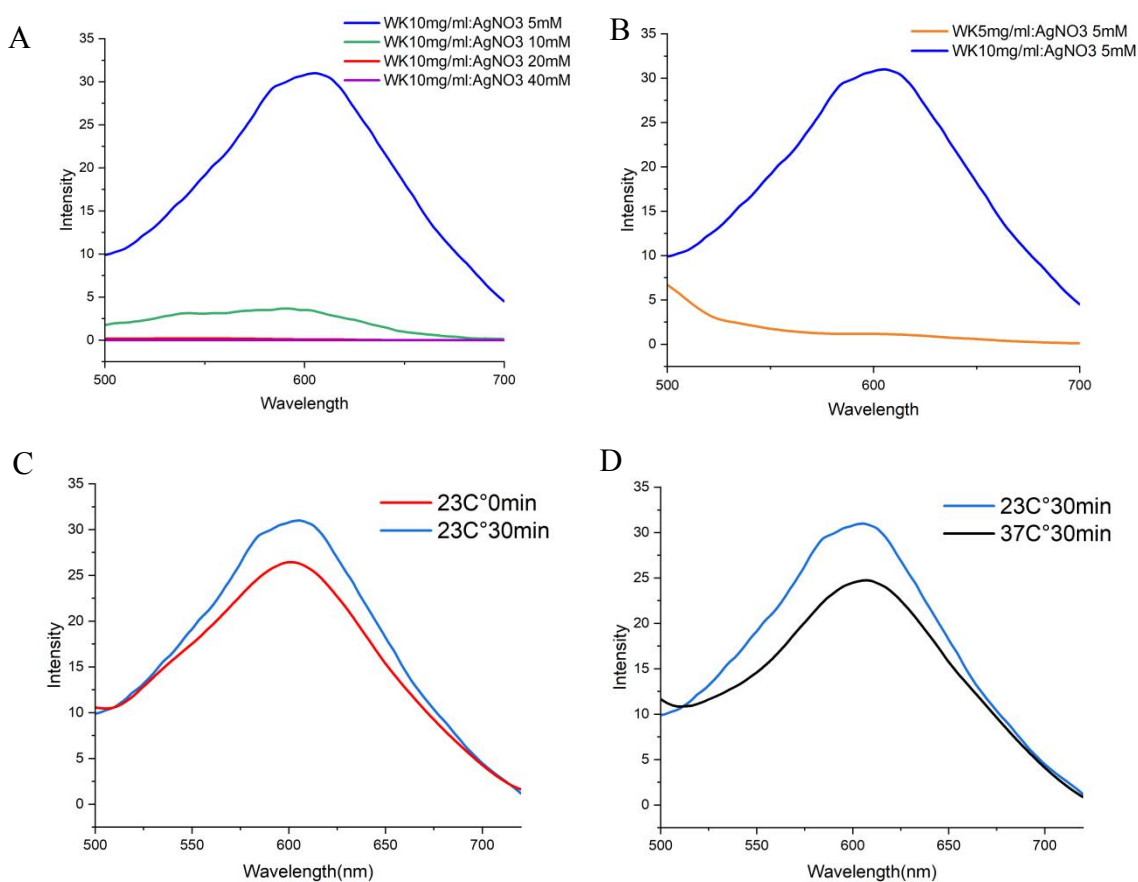 A
WK10mg/ml:AgNO3 5mM
WK10mg/ml:AgNO3 10mM
WK10mg/ml:AgNO3 20mM
WK10mg/ml:AgNO3 40mM
35
30
25
20
15
10
5
0
Intensity
500
600
700
Wavelength
B
WK5mg/ml:AgNO3 5mM
WK10mg/ml:AgNO3 5mM
35
30
25
20
15
10
5
0
Intensity
500
600
700
Wavelength
C
23C°0min
23C°30min
35
30
25
20
15
10
5
0
Intensity
500
550
600
650
700
Wavelength(nm)
D
23C°30min
37C°30min
35
30
25
20
15
10
5
0
Intensity
500
550
600
650
700
Wavelength(nm)